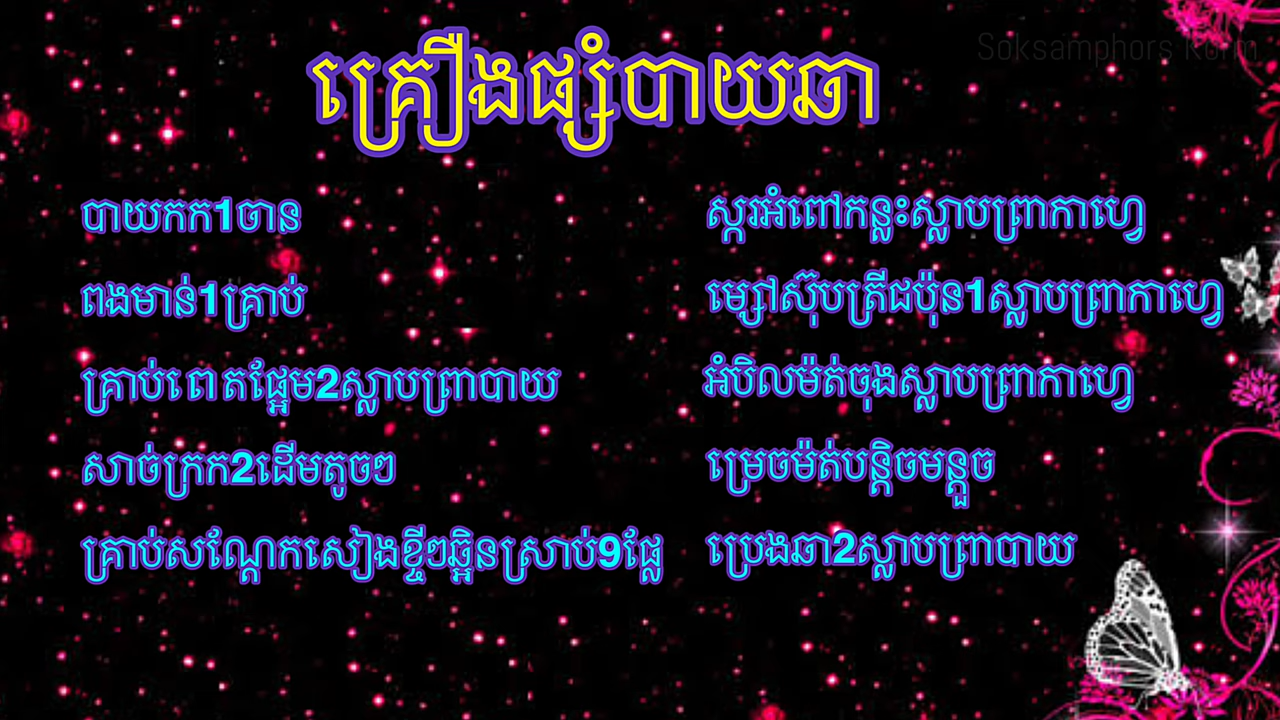 Soksamphors Korm
គ្រឿងផ្សំបាយឆា
បាយកក1ចាន
ពងមាន់1គ្រាប់
គ្រាប់ពោតផ្អែម2ស្លាបព្រាបាយ
សាច់ក្រក2ដើមតូចៗ
គ្រាប់សណ្ដែកសៀងខ្ចីៗឆ្អិនស្រាប់9ផ្លែ
ស្ករអំពៅកន្លះស្លាបព្រាកាហ្វេ
ម្សៅស៊ុបត្រីជប៉ុន1ស្លាបព្រាកាហ្វេ
អំបិលម៉ត់ចុងស្លាបព្រាកាហ្វេ
ម្រេចម៉ត់បន្តិចមន្តួច
ប្រេងឆា2ស្លាបព្រាបាយ